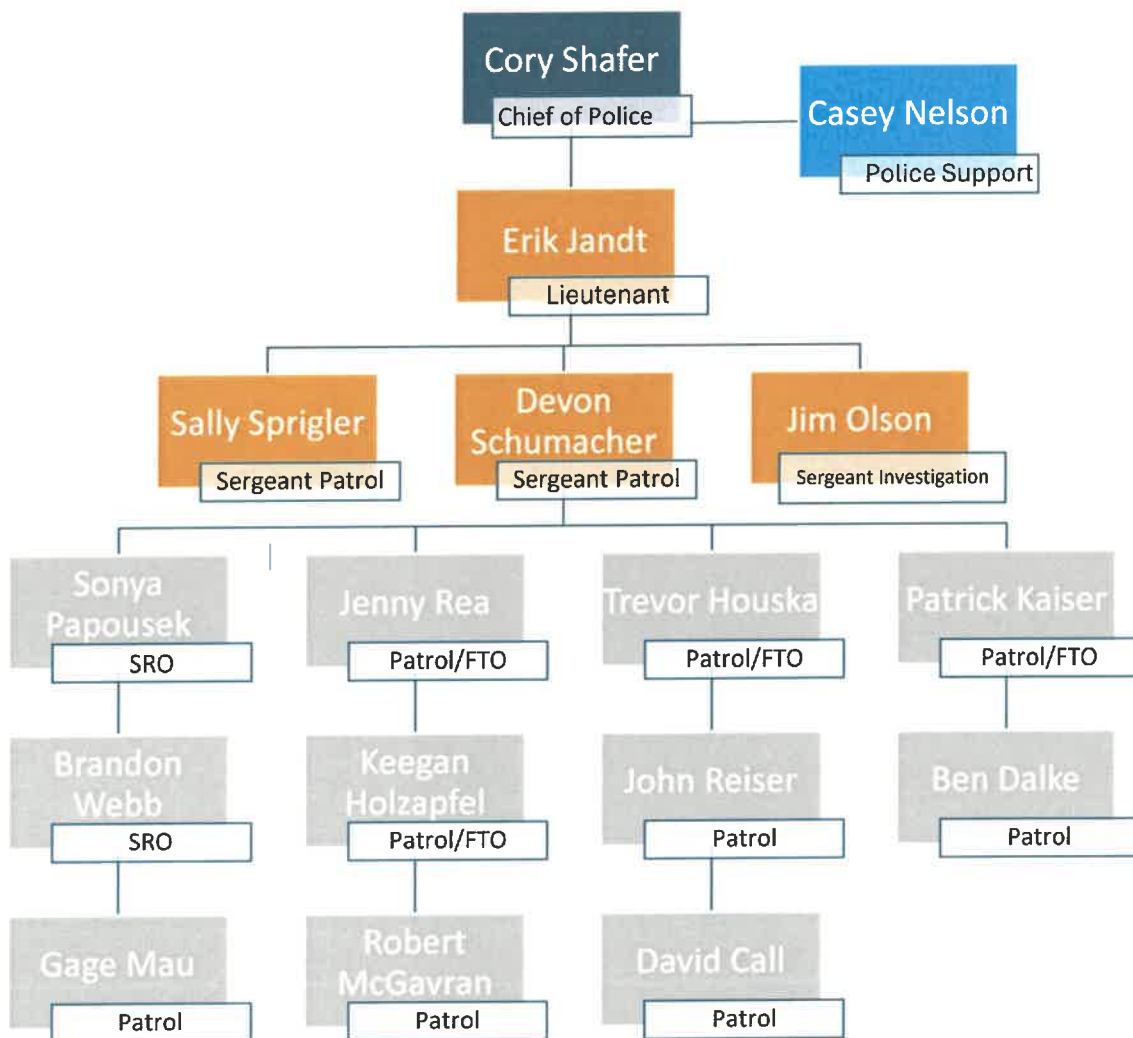 Cory Shafer
Chief of Police
Casey Nelson
Police Support
Erik Jandt
Lieutenant
Sally Sprigler
Sergeant Patrol
Devon
Schumacher
Sergeant Patrol
Jim Olson
Sergeant Investigation
Sonya
Papousek
SRO
Jenny Rea
Patrol/FTO
Trevor Houska
Patrol/FTO
Patrick Kaiser
Patrol/FTO
Brandon
Webb
SRO
Keegan
Holzapfel
Patrol/FTO
John Reiser
Patrol
Ben Dalke
Patrol
Gage Mau
Patrol
Robert
McGavran
Patrol
David Call
Patrol